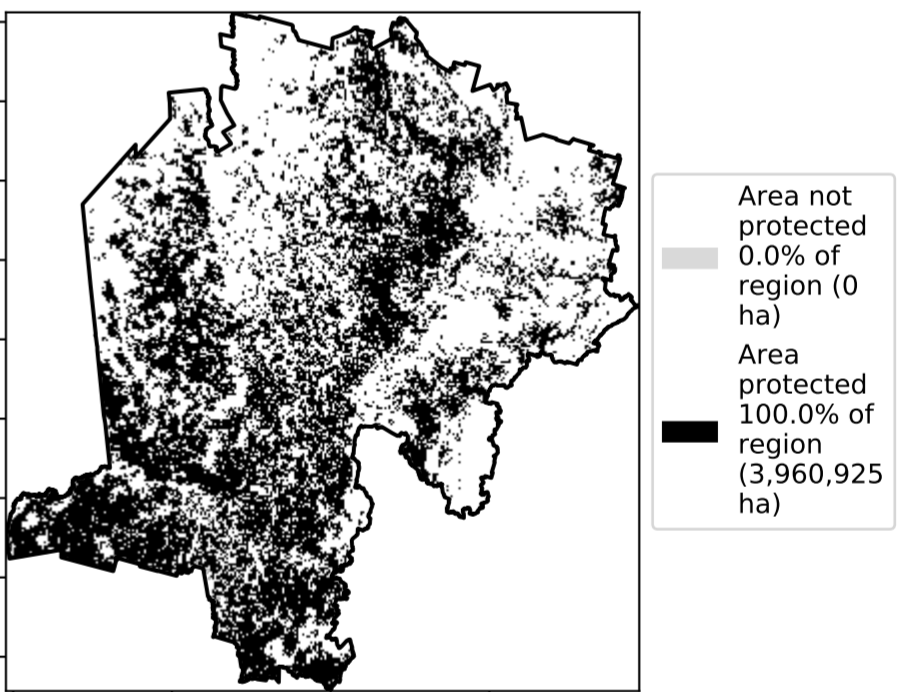 Area not
protected
0.0% of
region (0
ha)
Area
protected
100.0% of
region
(3,960,925
ha)